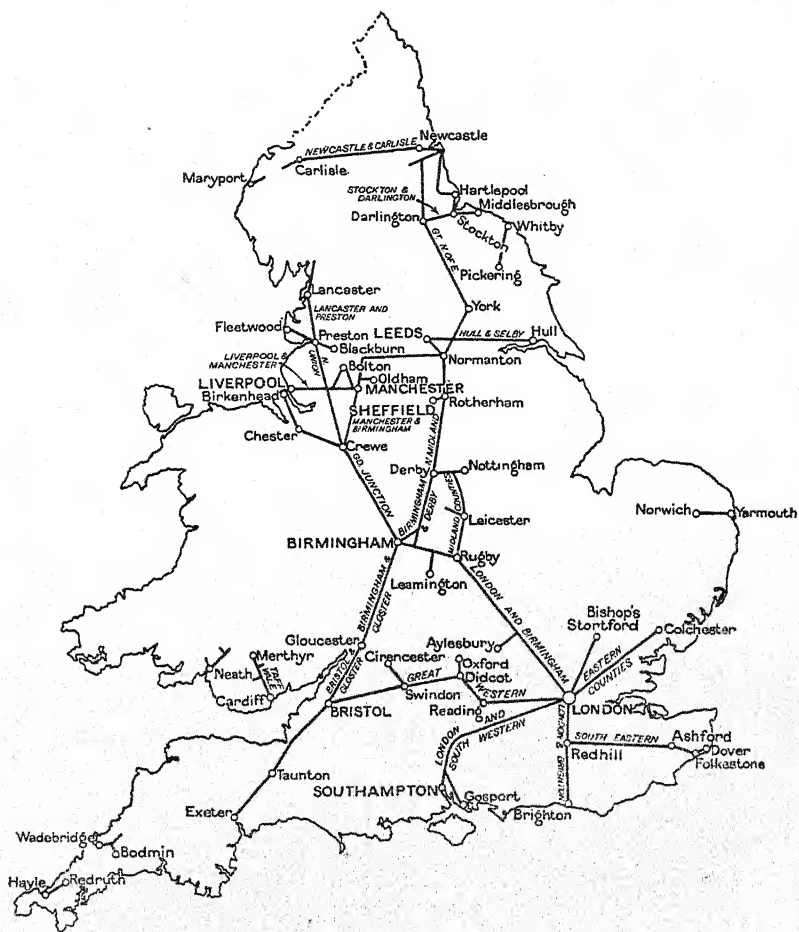 NEWCASTLE & CARLISLE
Newcastle
Carlisle
Maryport
STOCKTON &
DARLINGTON
Hartlepool
Middlesbrough
Darlington
Stockton
Whitby
GT. N. OF E.
Pickering
Lancaster
LANCASTER AND
PRESTON
York
Fleetwood
Preston
LEEDS
HULL & SELBY
Hull
Blackburn
N. UNION
Normanton
LIVERPOOL &
MANCHESTER
Bolton
Oldham
LIVERPOOL
MANCHESTER
Birkenhead
SHEFFIELD
Rotherham
MANCHESTER &
BIRMINGHAM
Chester
Crewe
N. MIDLAND
GD. JUNCTION
Derby
Nottingham
BIRMINGHAM
& DERBY
MIDLAND COUNTIES
Leicester
Norwich
Yarmouth
BIRMINGHAM
Rugby
Leamington
LONDON AND BIRMINGHAM
BIRMINGHAM &
GLOSTER
Bishop's
Stortford
Colchester
Gloucester
Aylesbury
EASTERN
COUNTIES
Merthyr
Cirencester
Oxford
Didcot
Neath
TAFF
VALE
BRISTOL &
GLOSTER
GREAT
WESTERN
Cardiff
Swindon
Reading
LONDON
BRISTOL
LONDON AND
SOUTH WESTERN
LONDON & BRIGHTON
SOUTH EASTERN
Ashford
Dover
Folkestone
Redhill
Taunton
SOUTHAMPTON
Gosport
Brighton
Exeter
Wadebridge
Bodmin
Hayle
Redruth